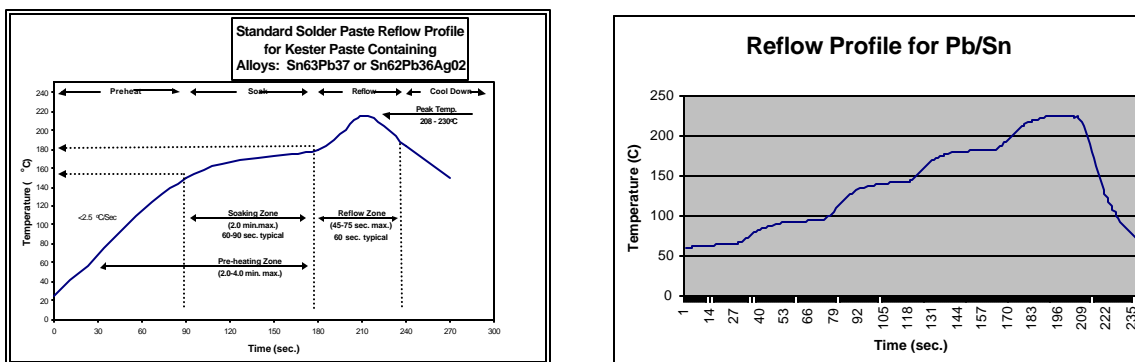 Standard Solder Paste Reflow Profile
for Kester Paste Containing
Alloys: Sn63Pb37 or Sn62Pb36Ag02
Preheat
Soak
Reflow
Cool Down
Peak Temp.
208 - 230ºC
<2.5 ºC/Sec
Soaking Zone
(2.0 min.max.)
60-90 sec. typical
Reflow Zone
(45-75 sec. max.)
60 sec. typical
Pre-heating Zone
(2.0-4.0 min. max.)
Temperature ( °C)
240
220
200
180
160
140
120
100
80
60
40
20
0
0 30 60 90 120 150 180 210 240 270 300
Time (sec.)
Reflow Profile for Pb/Sn
Temperature (C)
250
200
150
100
50
0
1 14 27 40 53 66 79 92 105 118 131 144 157 170 183 196 209 222 235
Time (sec.)